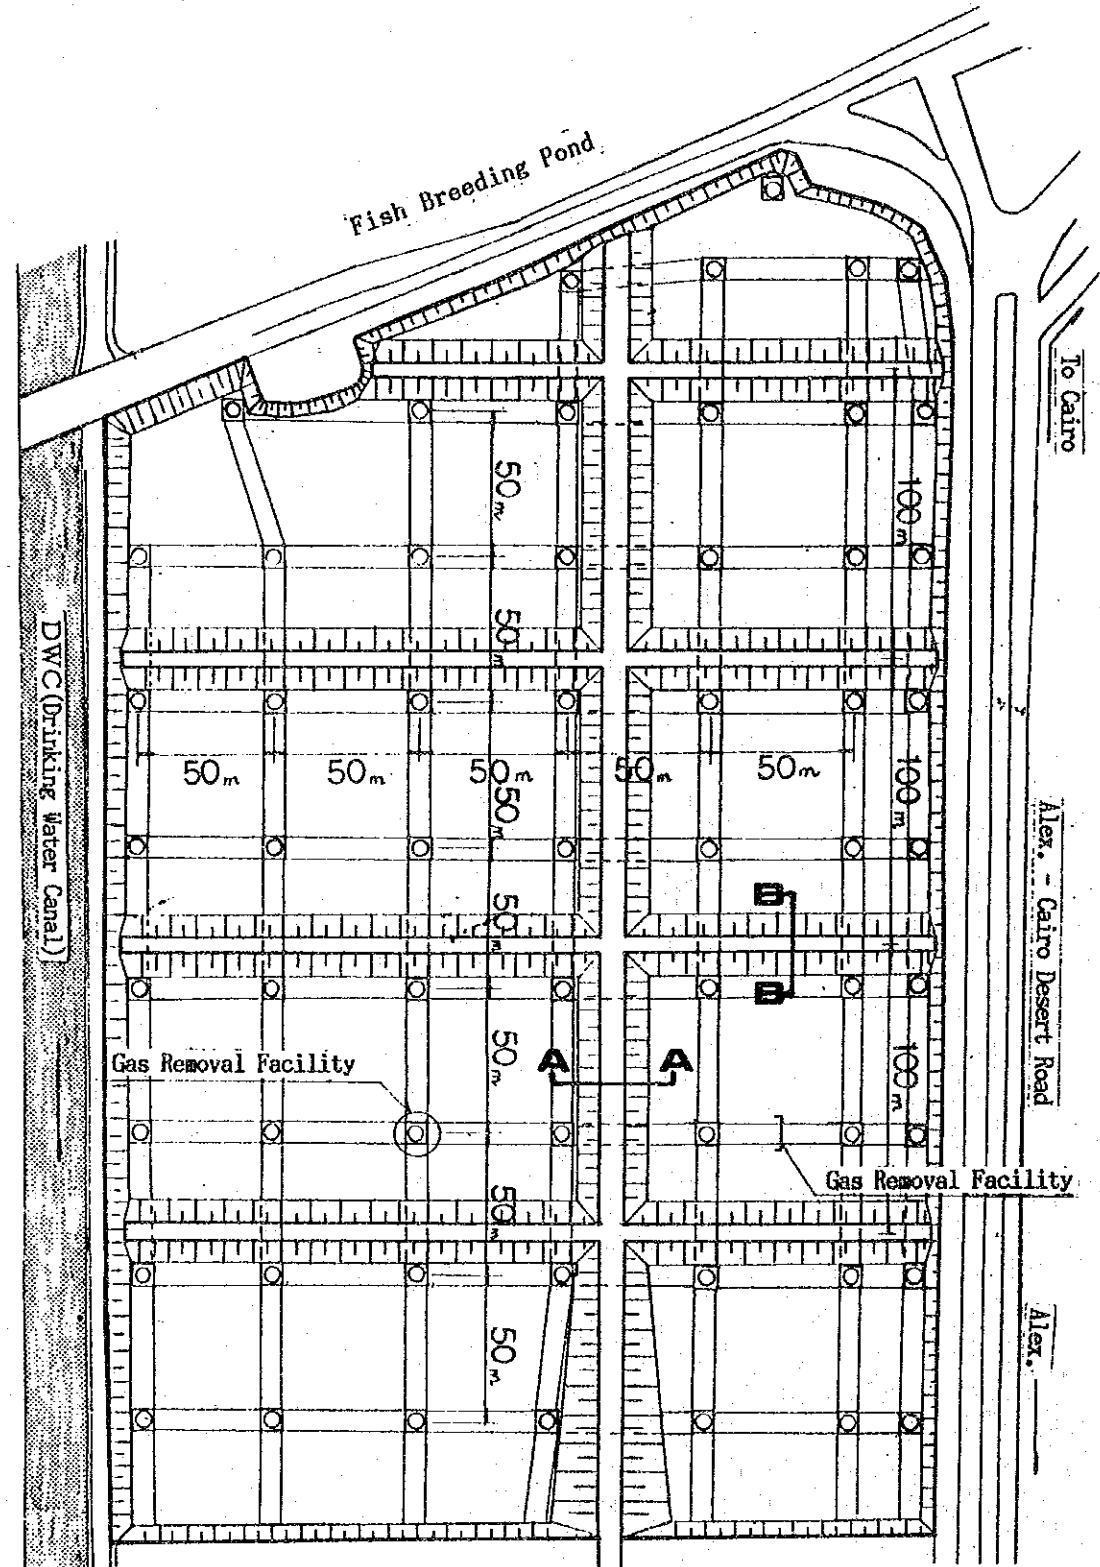 Fish Breeding Pond
To Cairo
50m
100m
50m
DWC(Drinking Water Canal)
50m
50m
50m
50m
50m
50m
100m
Alex. - Cairo Desert Road
B
50m
B
50m
A
A
100m
Gas Removal Facility
Gas Removal Facility
50m
Alex.
50m